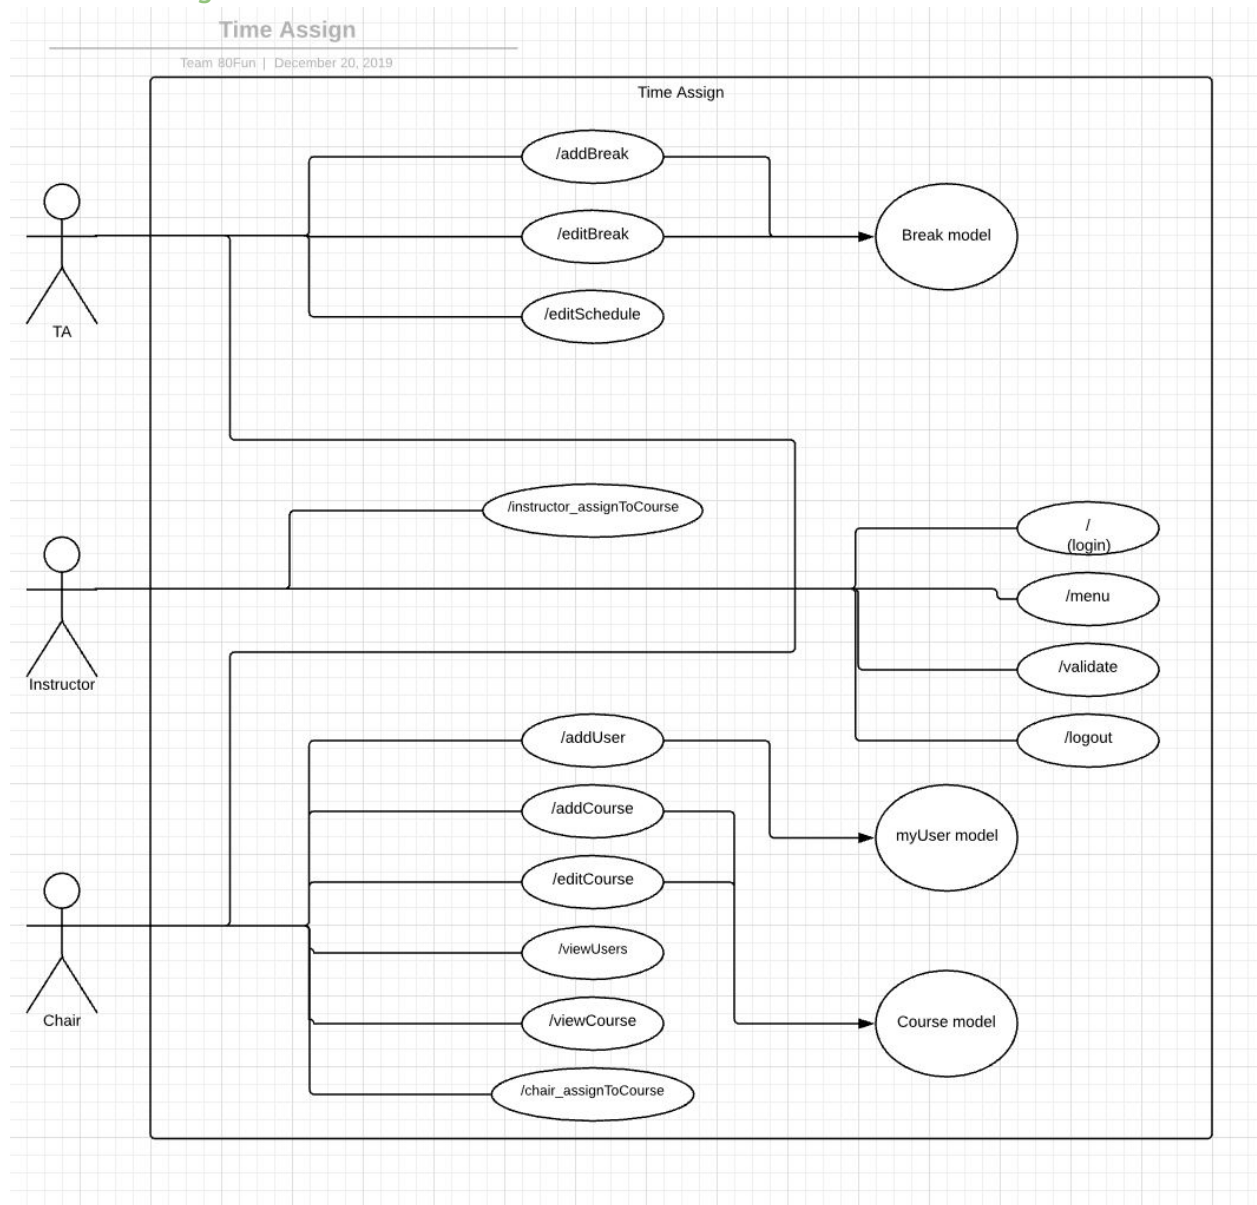 Time Assign
Team 80Fun | December 20, 2019
Time Assign
/addBreak
/editBreak
Break model
/editSchedule
TA
/instructor_assignToCourse
/
(login)
/menu
/validate
Instructor
/logout
/addUser
/addCourse
myUser model
/editCourse
/viewUsers
/viewCourse
Course model
Chair
/chair_assignToCourse